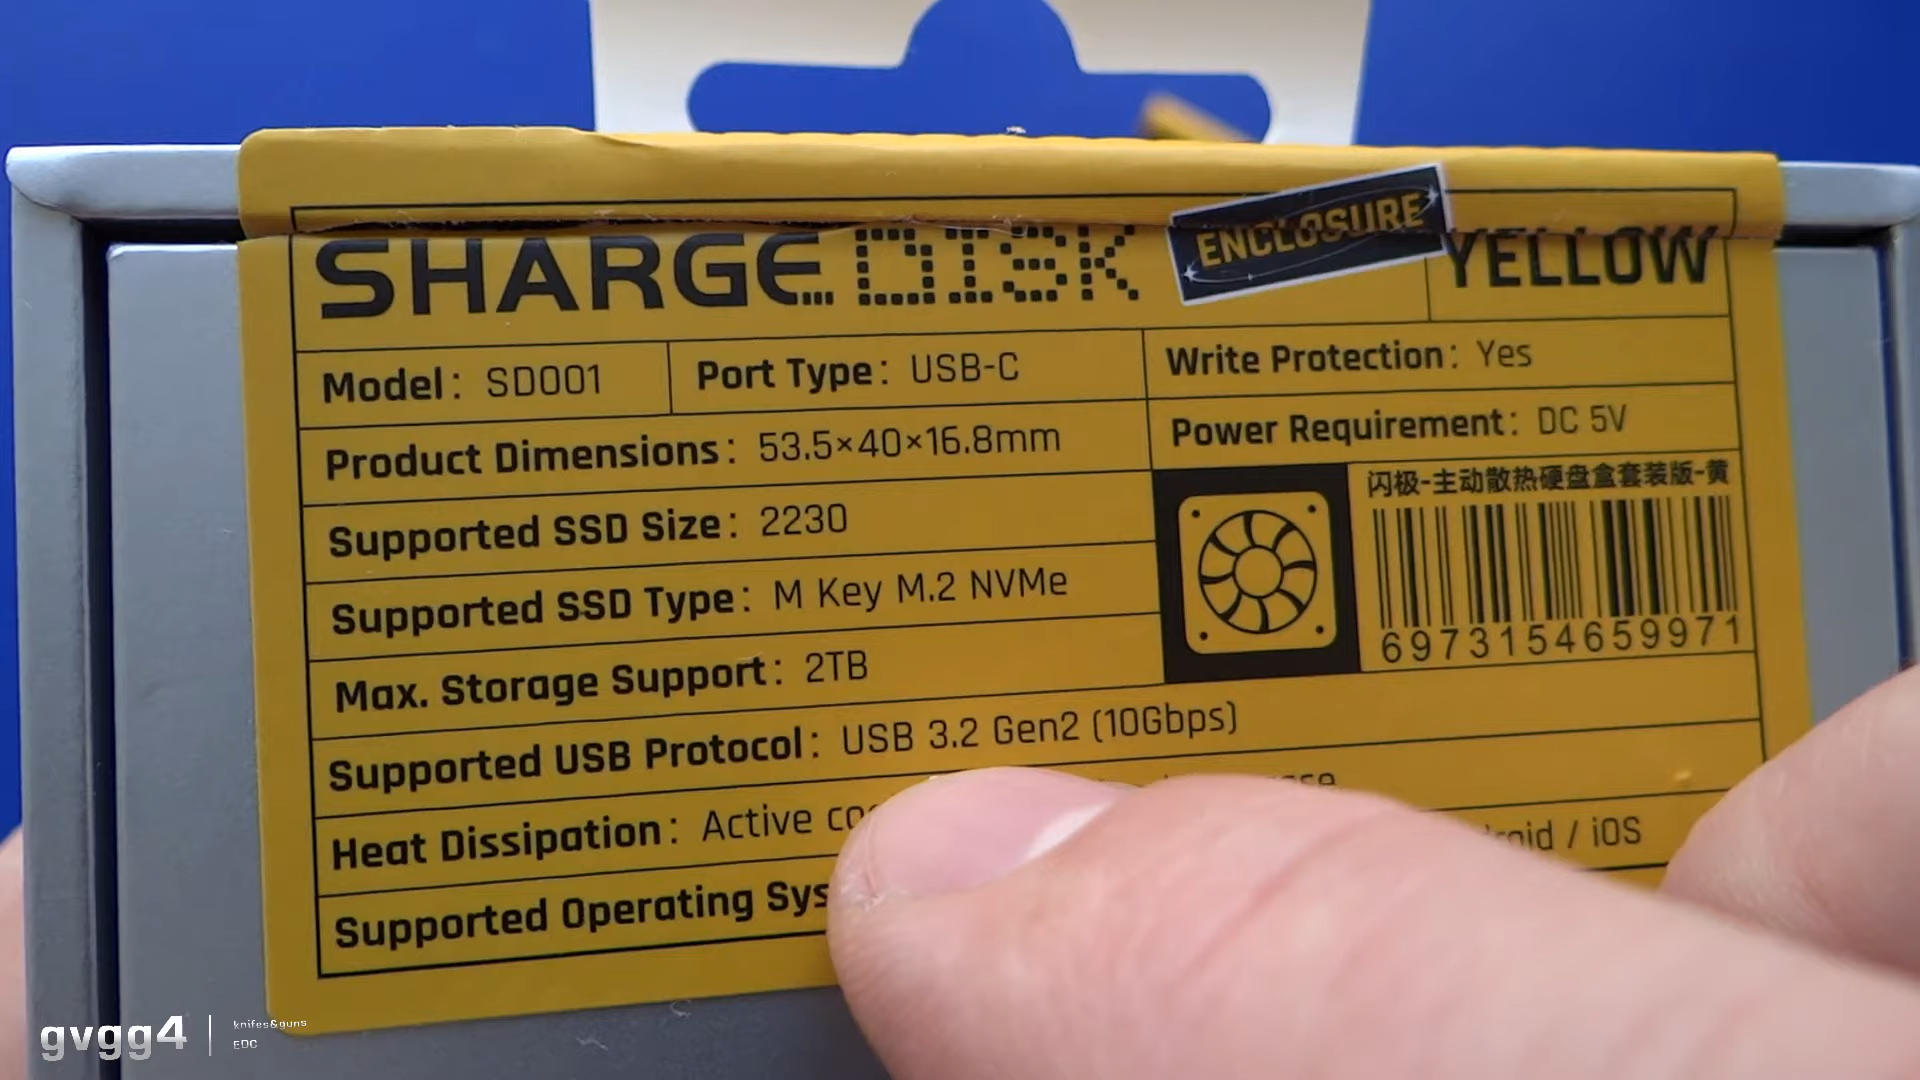 SHARGE DISK ENCLOSURE YELLOW
Model: SD001 Port Type: USB-C Write Protection: Yes
Product Dimensions: 53.5×40×16.8mm Power Requirement: DC 5V
Supported SSD Size: 2230
闪极-主动散热硬盘盒套装版-黄
Supported SSD Type: M Key M.2 NVMe
6973154659971
Max. Storage Support: 2TB
Supported USB Protocol: USB 3.2 Gen2 (10Gbps)
Heat Dissipation: Active
Supported Operating / iOS
gvgg4 knifes&guns
EDC